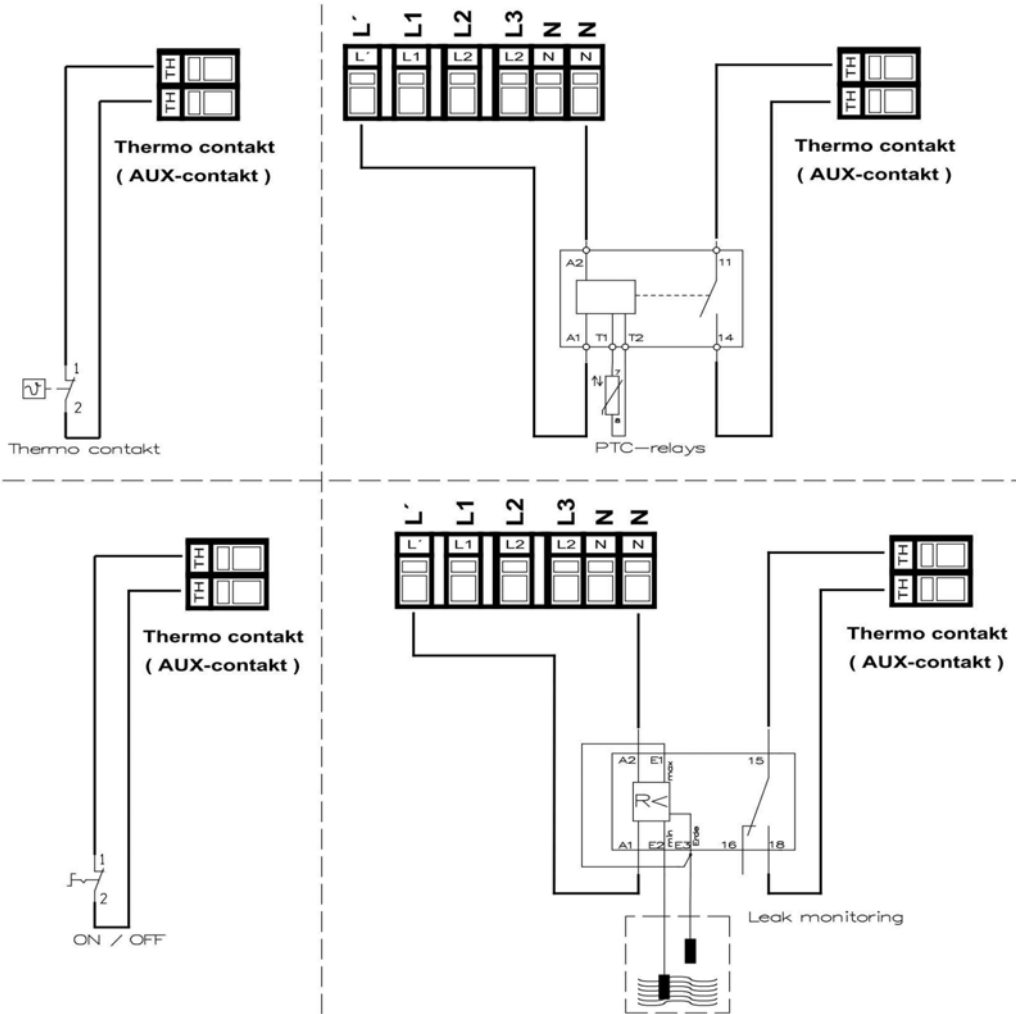 TH
TH
Thermo contakt
( AUX-contakt )
1
2
Thermo contakt
L´ L1 L2 L3 N N
L´ L1 L2 L2 N N
TH
TH
Thermo contakt
( AUX-contakt )
A2 11
A1 T1 T2 14
7
8
PTC-relays
TH
TH
Thermo contakt
( AUX-contakt )
1
2
ON / OFF
L´ L1 L2 L3 N N
L´ L1 L2 L2 N N
TH
TH
Thermo contakt
( AUX-contakt )
A2 E1 15
max
R<
min
Erde
A1 E2 E3 16 18
Leak monitoring